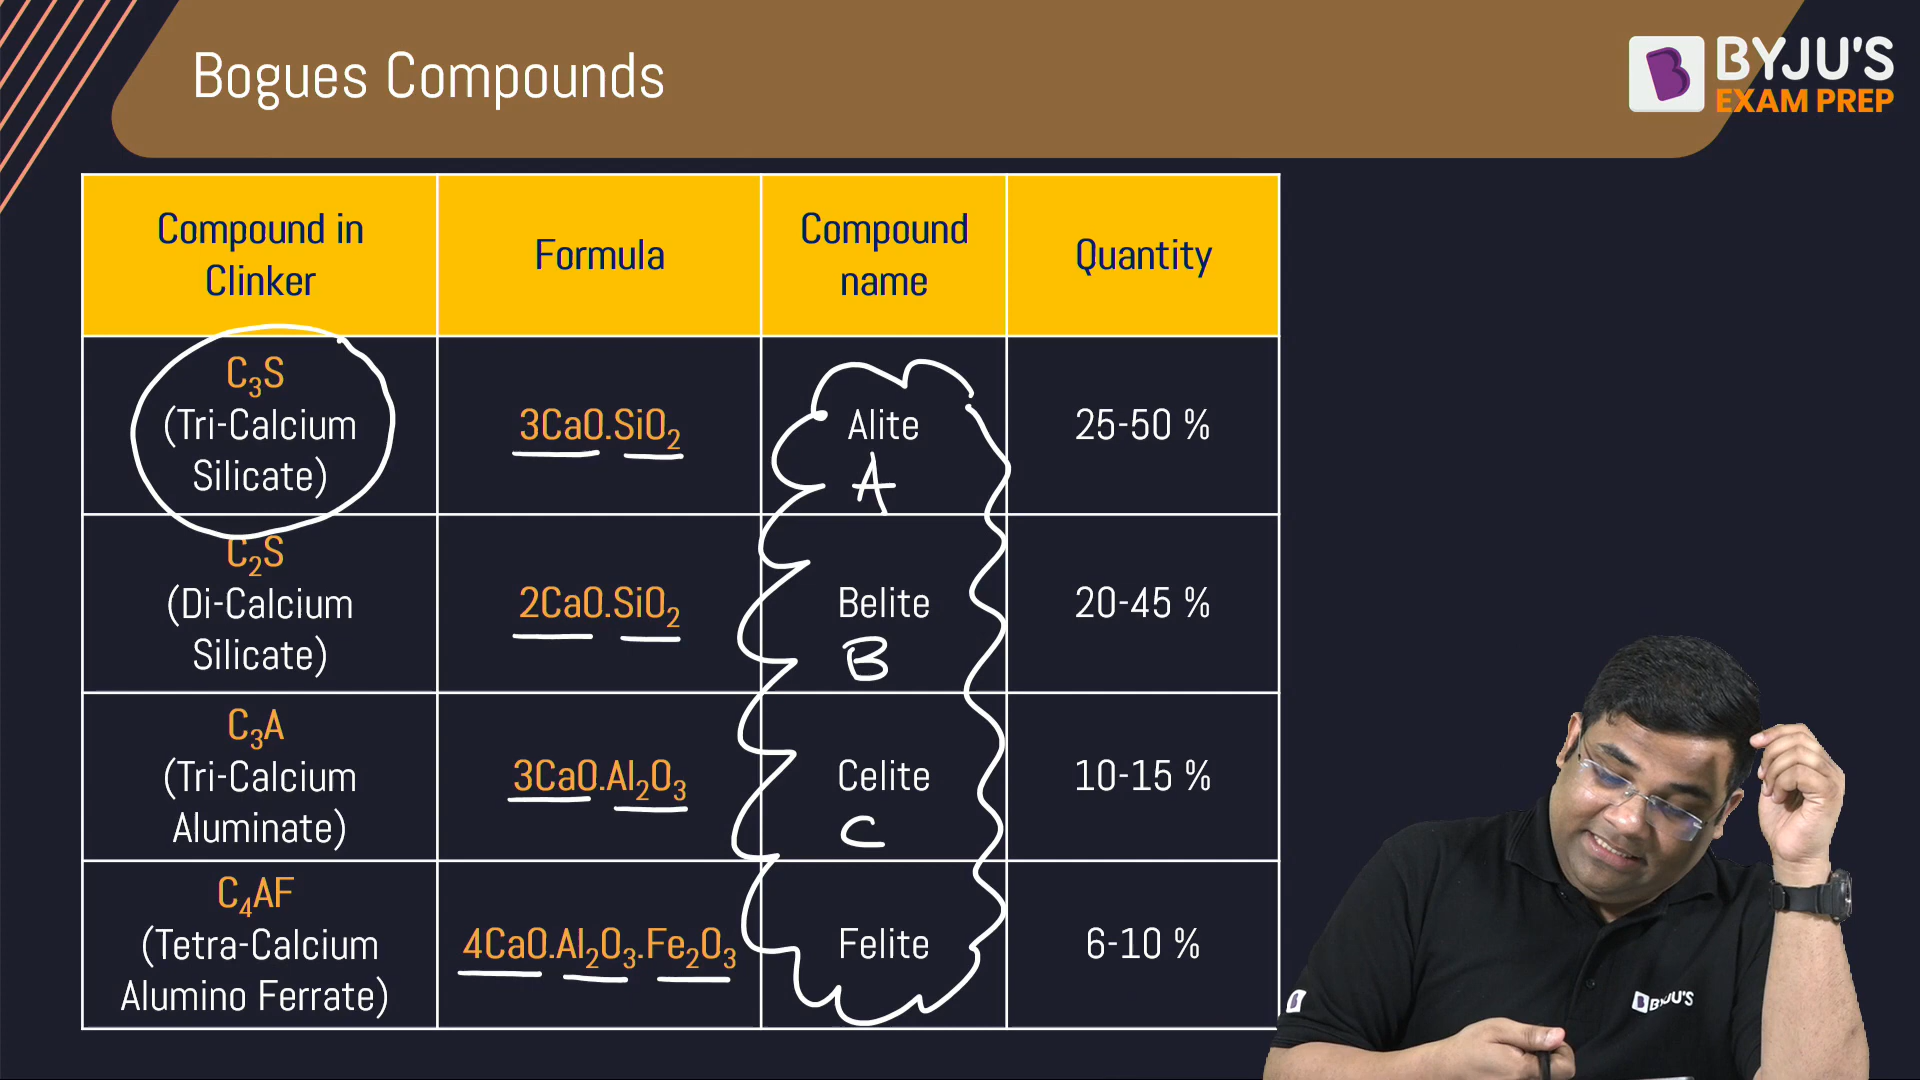 Bogues Compounds
BYJU'S
EXAM PREP
Compound in
Clinker
Formula
Compound
name
Quantity
C₃S
(Tri-Calcium
Silicate)
3CaO.SiO₂
Alite
A
25-50 %
C₂S
(Di-Calcium
Silicate)
2CaO.SiO₂
Belite
B
20-45 %
C₃A
(Tri-Calcium
Aluminate)
3CaO.Al₂O₃
Celite
C
10-15 %
C₄AF
(Tetra-Calcium
Alumino Ferrate)
4CaO.Al₂O₃.Fe₂O₃
Felite
6-10 %
BYJU'S